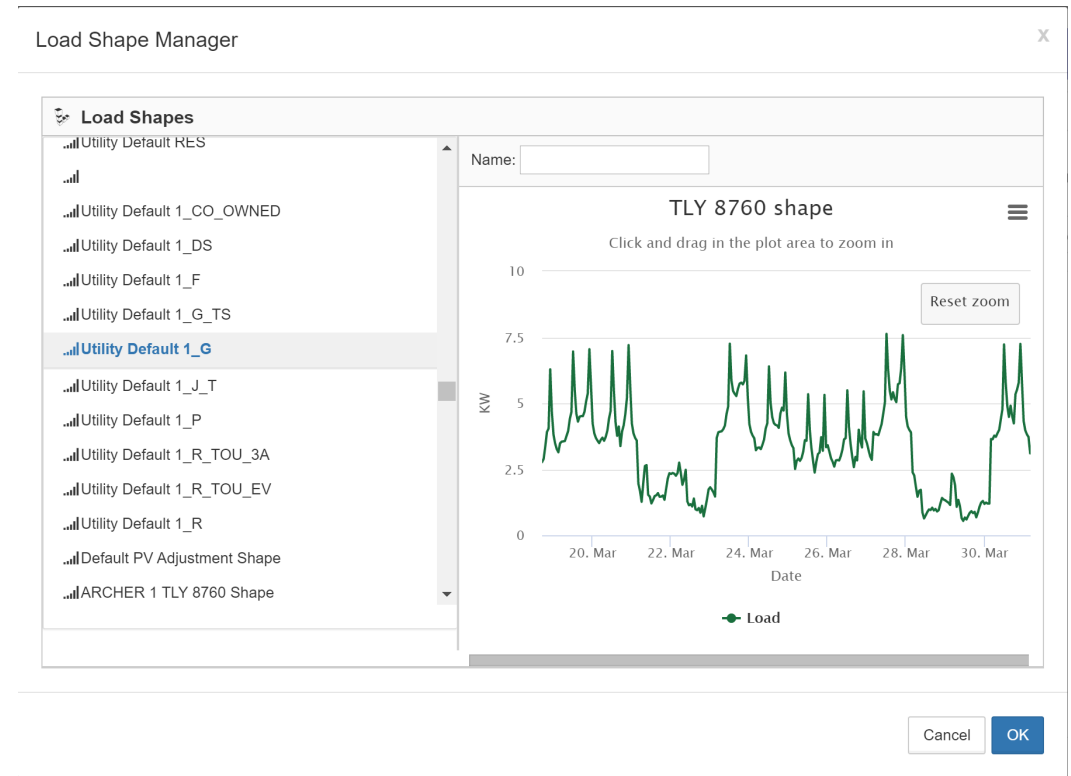 Load Shape Manager
X
Load Shapes
Utility Default RES
Utility Default 1_CO_OWNED
Utility Default 1_DS
Utility Default 1_F
Utility Default 1_G_TS
Utility Default 1_G
Utility Default 1_J_T
Utility Default 1_P
Utility Default 1_R_TOU_3A
Utility Default 1_R_TOU_EV
Utility Default 1_R
Default PV Adjustment Shape
ARCHER 1 TLY 8760 Shape
Name:
TLY 8760 shape
Click and drag in the plot area to zoom in
Reset zoom
KW
10
7.5
5
2.5
0
20. Mar 22. Mar 24. Mar 26. Mar 28. Mar 30. Mar
Date
Load
Cancel OK